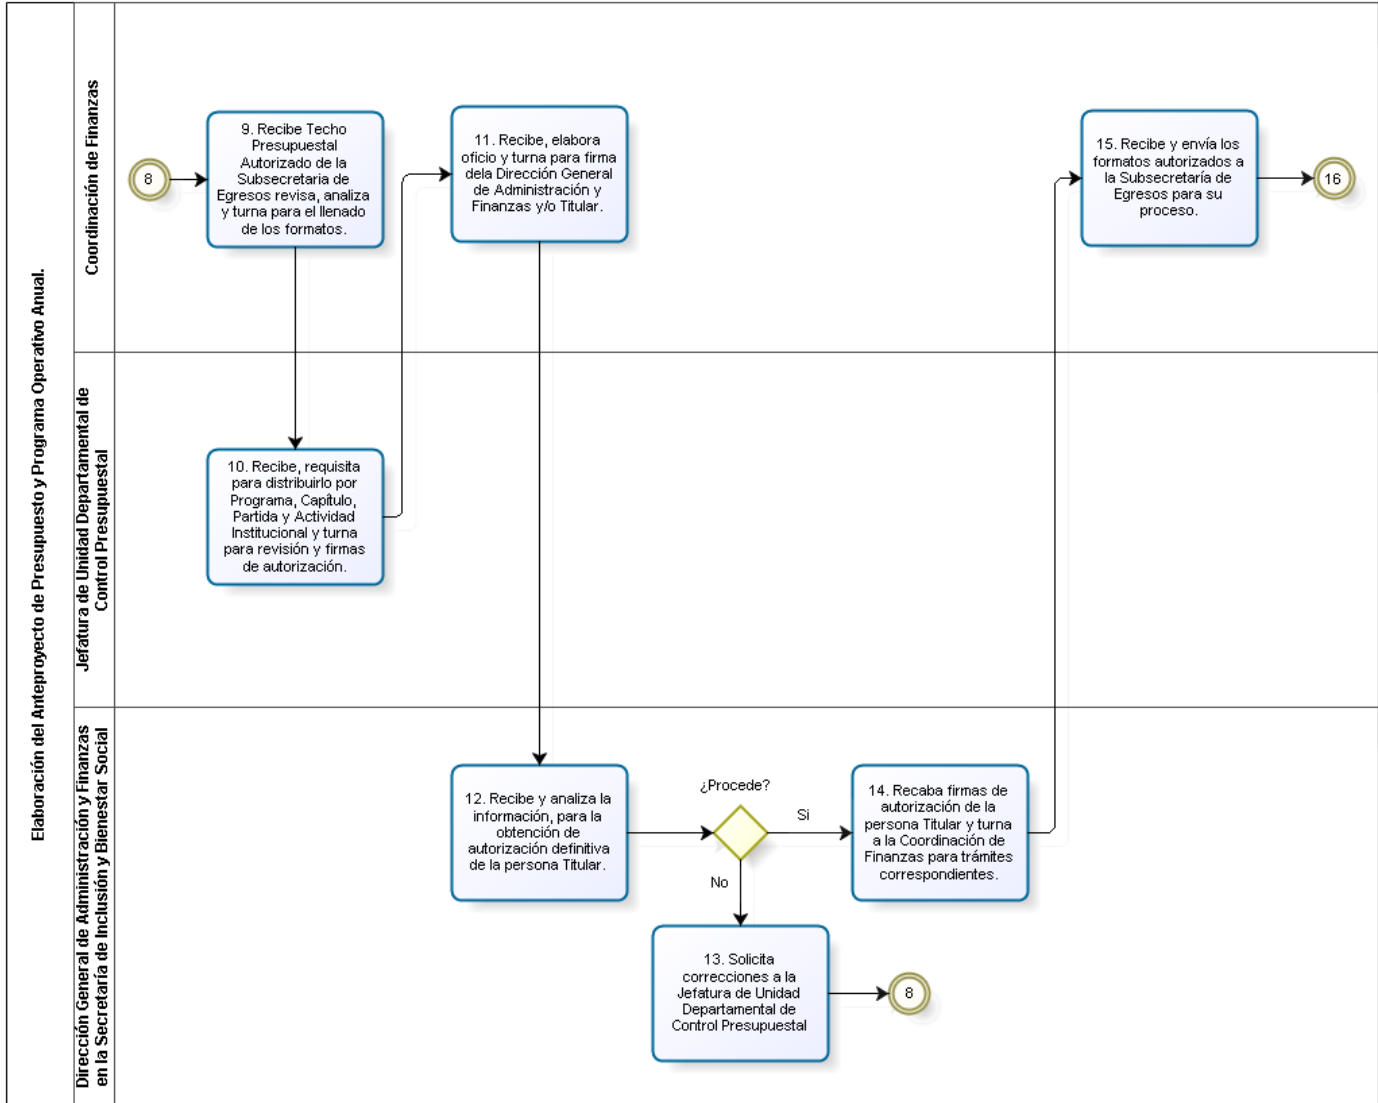 Elaboración del Anteproyecto de Presupuesto y Programa Operativo Anual.
Coordinación de Finanzas
8
9. Recibe Techo
Presupuestal
Autorizado de la
Subsecretaria de
Egresos revisa, analiza
y turna para el llenado
de los formatos.
11. Recibe, elabora
oficio y turna para firma
dela Dirección General
de Administración y
Finanzas y/o Titular.
15. Recibe y envía los
formatos autorizados a
la Subsecretaría de
Egresos para su
proceso.
16
Jefatura de Unidad Departamental de
Control Presupuestal
10. Recibe, requisita
para distribuirlo por
Programa, Capítulo,
Partida y Actividad
Institucional y turna
para revisión y firmas
de autorización.
Dirección General de Administración y Finanzas
en la Secretaría de Inclusión y Bienestar Social
12. Recibe y analiza la
información, para la
obtención de
autorización definitiva
de la persona Titular.
¿Procede?
Si
No
14. Recaba firmas de
autorización de la
persona Titular y turna
a la Coordinación de
Finanzas para trámites
correspondientes.
13. Solicita
correcciones a la
Jefatura de Unidad
Departamental de
Control Presupuestal
8